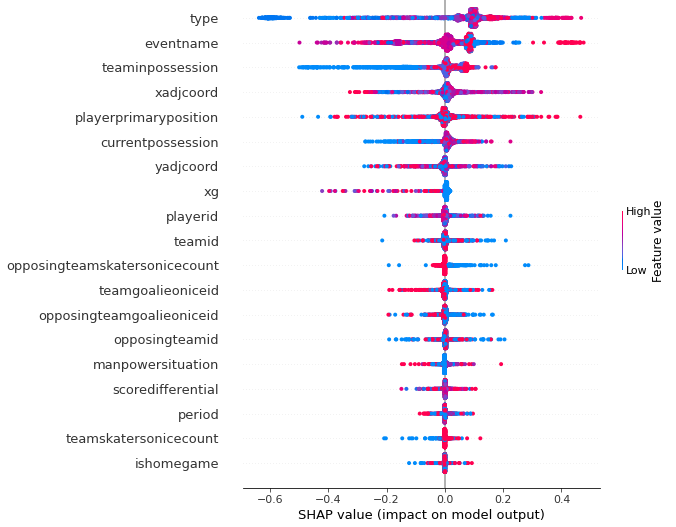 type
eventname
teaminpossession
xadjcoord
playerprimaryposition
currentpossession
yadjcoord
xg
playerid
teamid
opposingteamskatersonicecount
teamgoalieoniceid
opposingteamgoalieoniceid
opposingteamid
manpowersituation
scoredifferential
period
teamskatersonicecount
ishomegame
−0.6 −0.4 −0.2 0.0 0.2 0.4
SHAP value (impact on model output)
High
Low
Feature value